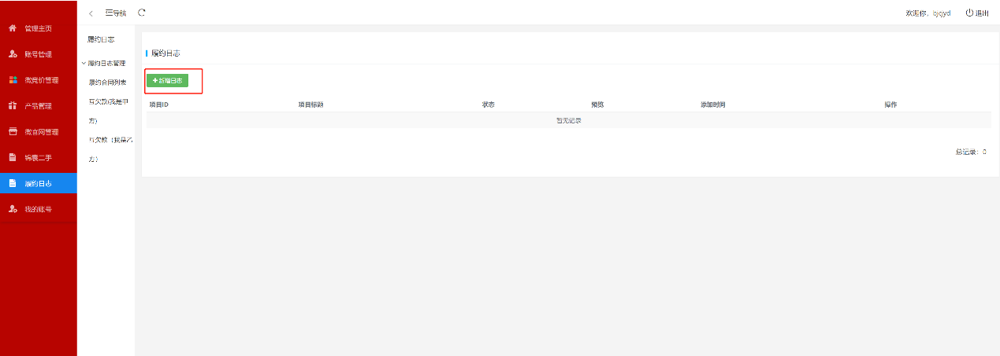 导航
欢迎你，bjcjyd
退出
管理主页
账号管理
微竞价管理
产品管理
微官网管理
锦囊二手
履约日志
我的账号
履约日志
履约日志管理
履约合同列表
互欠款(我是甲
方)
互欠款（我是乙
方）
履约日志
新增日志
项目ID 项目标题 状态 预览 添加时间 操作
暂无记录
总记录：0